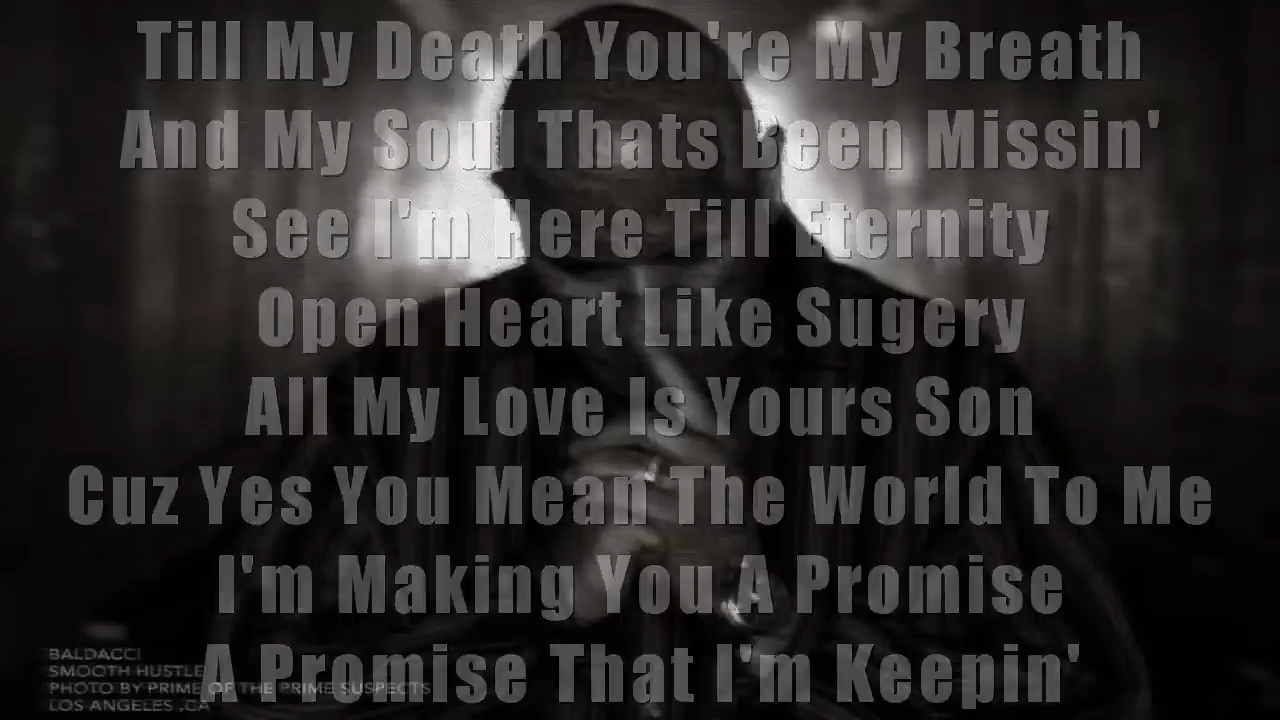 Till My Death You're My Breath
And My Soul Thats Been Missin'
See I'm Here Till Eternity
Open Heart Like Sugery
All My Love Is Yours Son
Cuz Yes You Mean The World To Me
I'm Making You A Promise
A Promise That I'm Keepin'
BALDACCI
SMOOTH HUSTLE
PHOTO BY PRIME OF THE PRIME SUSPECTS
LOS ANGELES ,CA